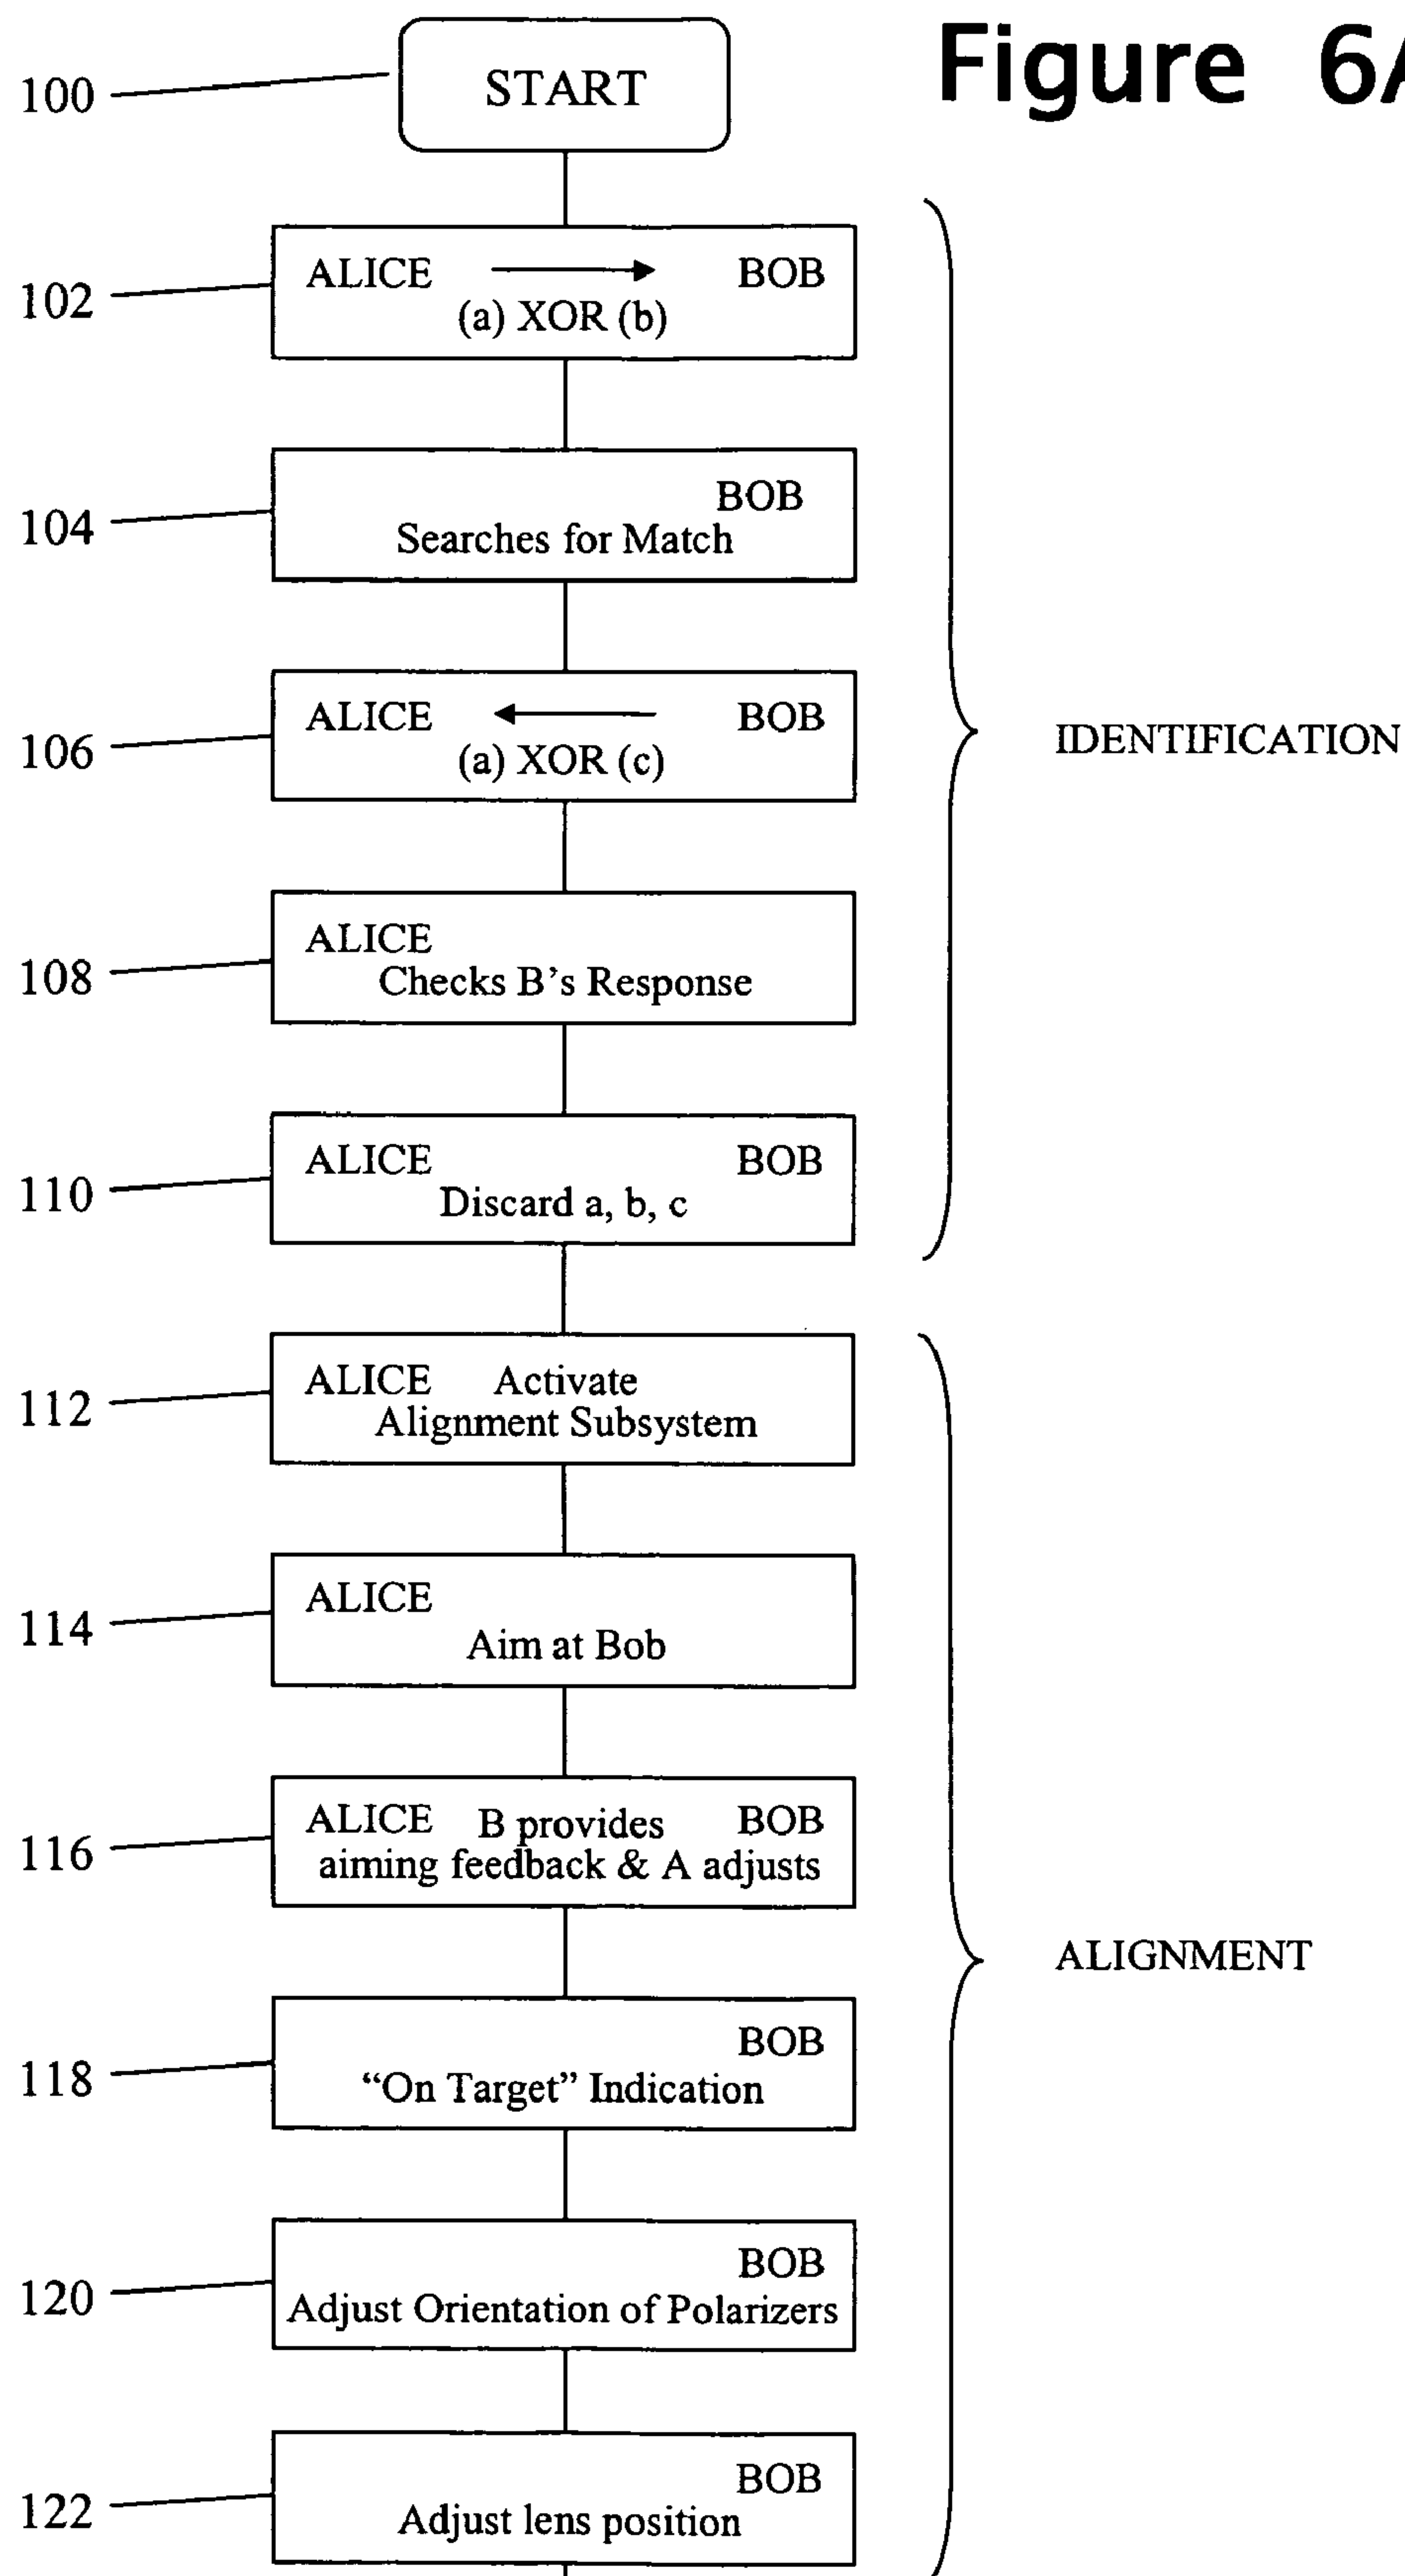 Figure 6A
100
START
102
ALICE BOB
(a) XOR (b)
104
BOB
Searches for Match
106
ALICE BOB
(a) XOR (c)
IDENTIFICATION
108
ALICE
Checks B’s Response
110
ALICE BOB
Discard a, b, c
112
ALICE Activate
Alignment Subsystem
114
ALICE
Aim at Bob
116
ALICE B provides BOB
aiming feedback & A adjusts
ALIGNMENT
118
BOB
“On Target” Indication
120
BOB
Adjust Orientation of Polarizers
122
BOB
Adjust lens position